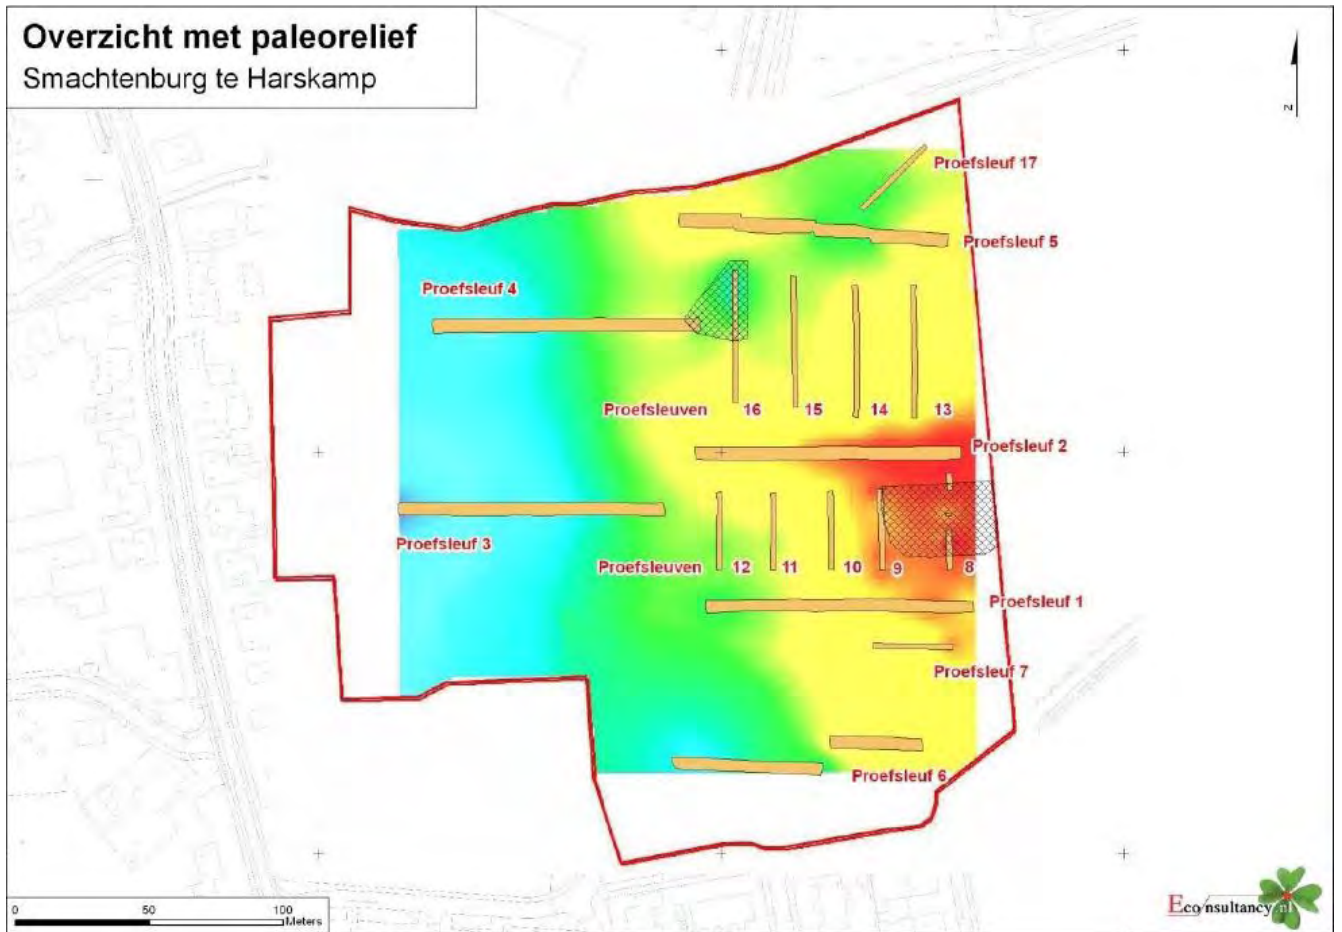 Overzicht met paleorelief
Smachtenburg te Harskamp
N
Proefsleuf 17
Proefsleuf 5
Proefsleuf 4
Proefsleuven 16 15 14 13
Proefsleuf 2
Proefsleuf 3
Proefsleuven 12 11 10 9 8
Proefsleuf 1
Proefsleuf 7
Proefsleuf 6
0 50 100
Meters
Econsultancy.nl